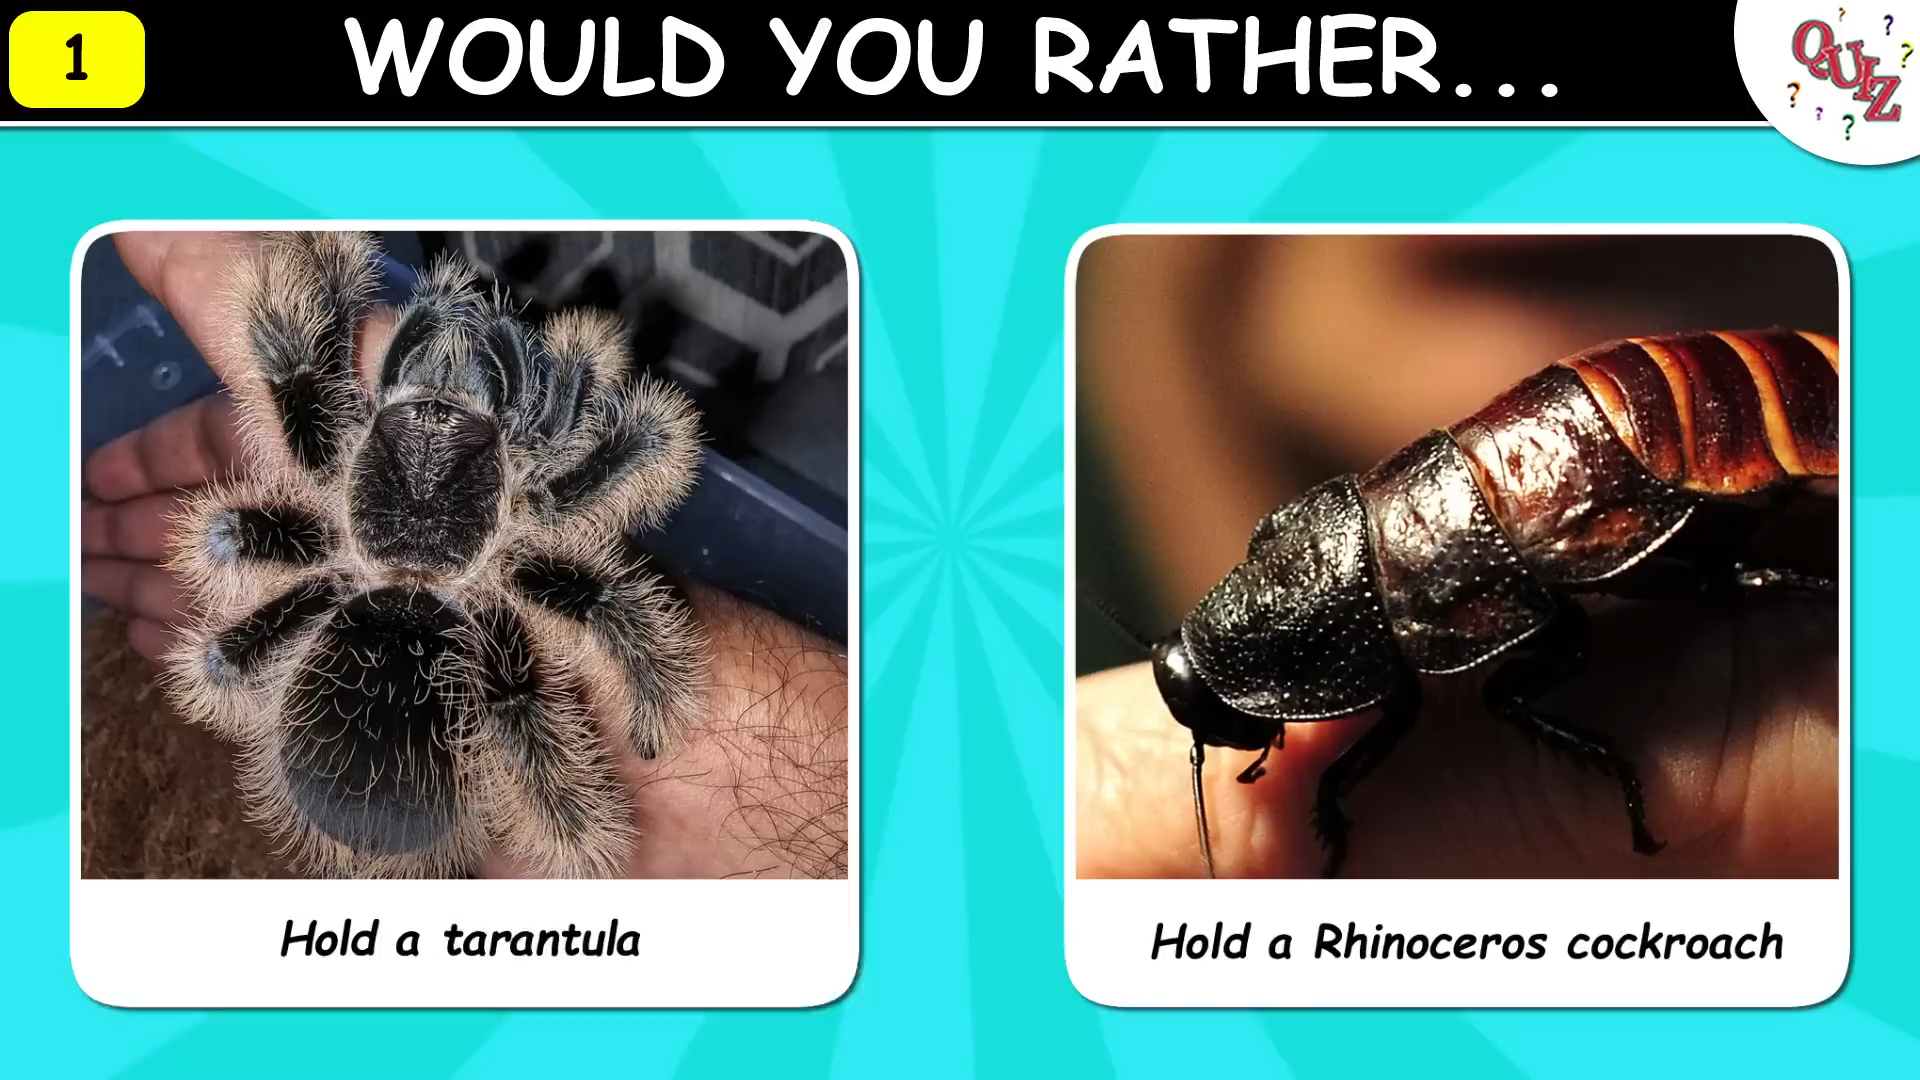 1
WOULD YOU RATHER...
QUIZ
Hold a tarantula
Hold a Rhinoceros cockroach